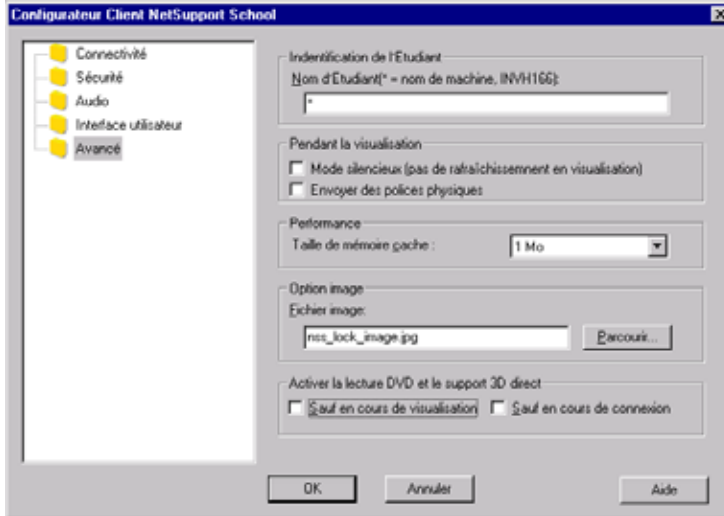 Configurateur Client NetSupport School
Connectivité
Sécurité
Audio
Interface utilisateur
Avancé
Indentification de l'Etudiant
Nom d'Etudiant(* = nom de machine, INVH166):
*
Pendant la visualisation
Mode silencieux (pas de rafraîchissemnent en visualisation)
Envoyer des polices physiques
Performance
Taille de mémoire cache :
1 Mo
Option image
Fichier image:
nss_lock_image.jpg
Parcourir...
Activer la lecture DVD et le support 3D direct
Sauf en cours de visualisation
Sauf en cours de connexion
OK
Annuler
Aide